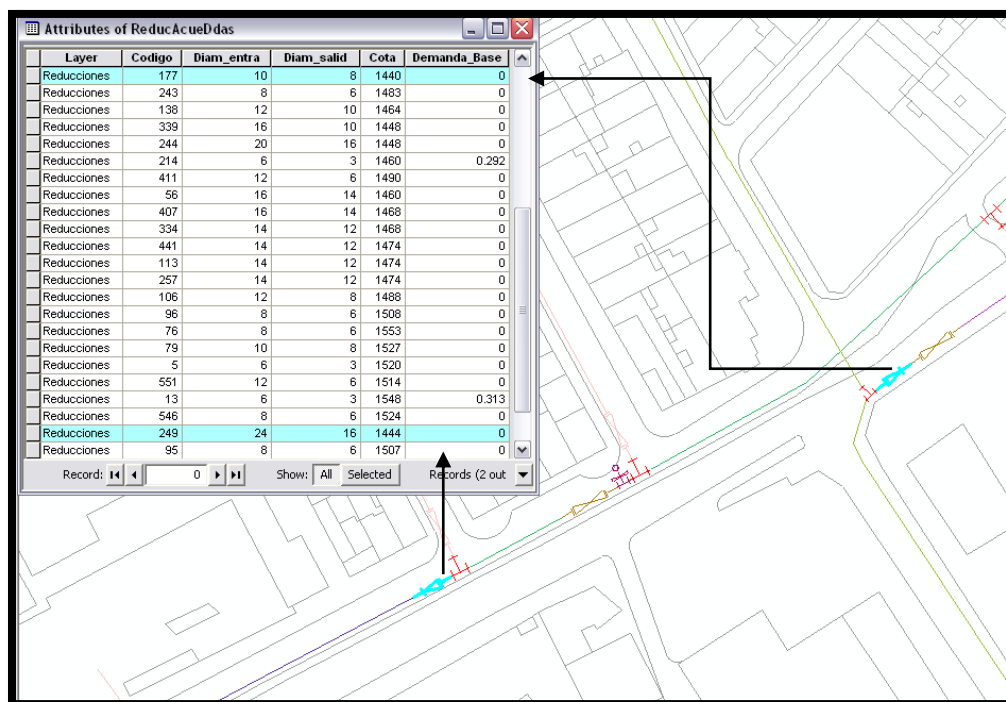 Attributes of ReducAcueDdas
Layer Codigo Diam_entra Diam_salid Cota Demanda_Base
Reducciones 177 10 8 1440 0
Reducciones 243 8 6 1483 0
Reducciones 138 12 10 1464 0
Reducciones 339 16 10 1448 0
Reducciones 244 20 16 1448 0
Reducciones 214 6 3 1460 0.292
Reducciones 411 12 6 1490 0
Reducciones 56 16 14 1460 0
Reducciones 407 16 14 1468 0
Reducciones 334 14 12 1468 0
Reducciones 441 14 12 1474 0
Reducciones 113 14 12 1474 0
Reducciones 257 14 12 1474 0
Reducciones 106 12 8 1488 0
Reducciones 96 8 6 1508 0
Reducciones 76 8 6 1553 0
Reducciones 79 10 8 1527 0
Reducciones 5 6 3 1520 0
Reducciones 551 12 6 1514 0
Reducciones 13 6 3 1548 0.313
Reducciones 546 8 6 1524 0
Reducciones 249 24 16 1444 0
Reducciones 95 8 6 1507 0
Record: 0 Show: All Selected Records (2 out